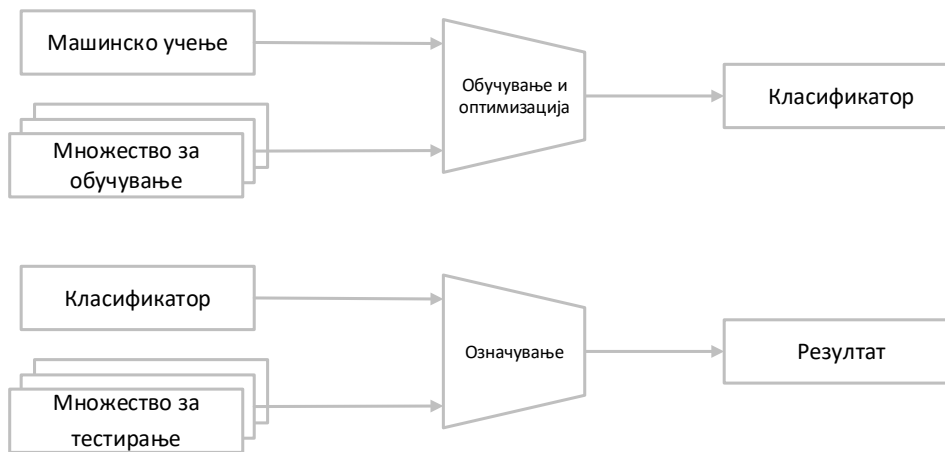 Машинско учење
Обучување и
оптимизација
Класификатор
Множество за
обучување
Класификатор
Означување
Резултат
Множество за
тестирање